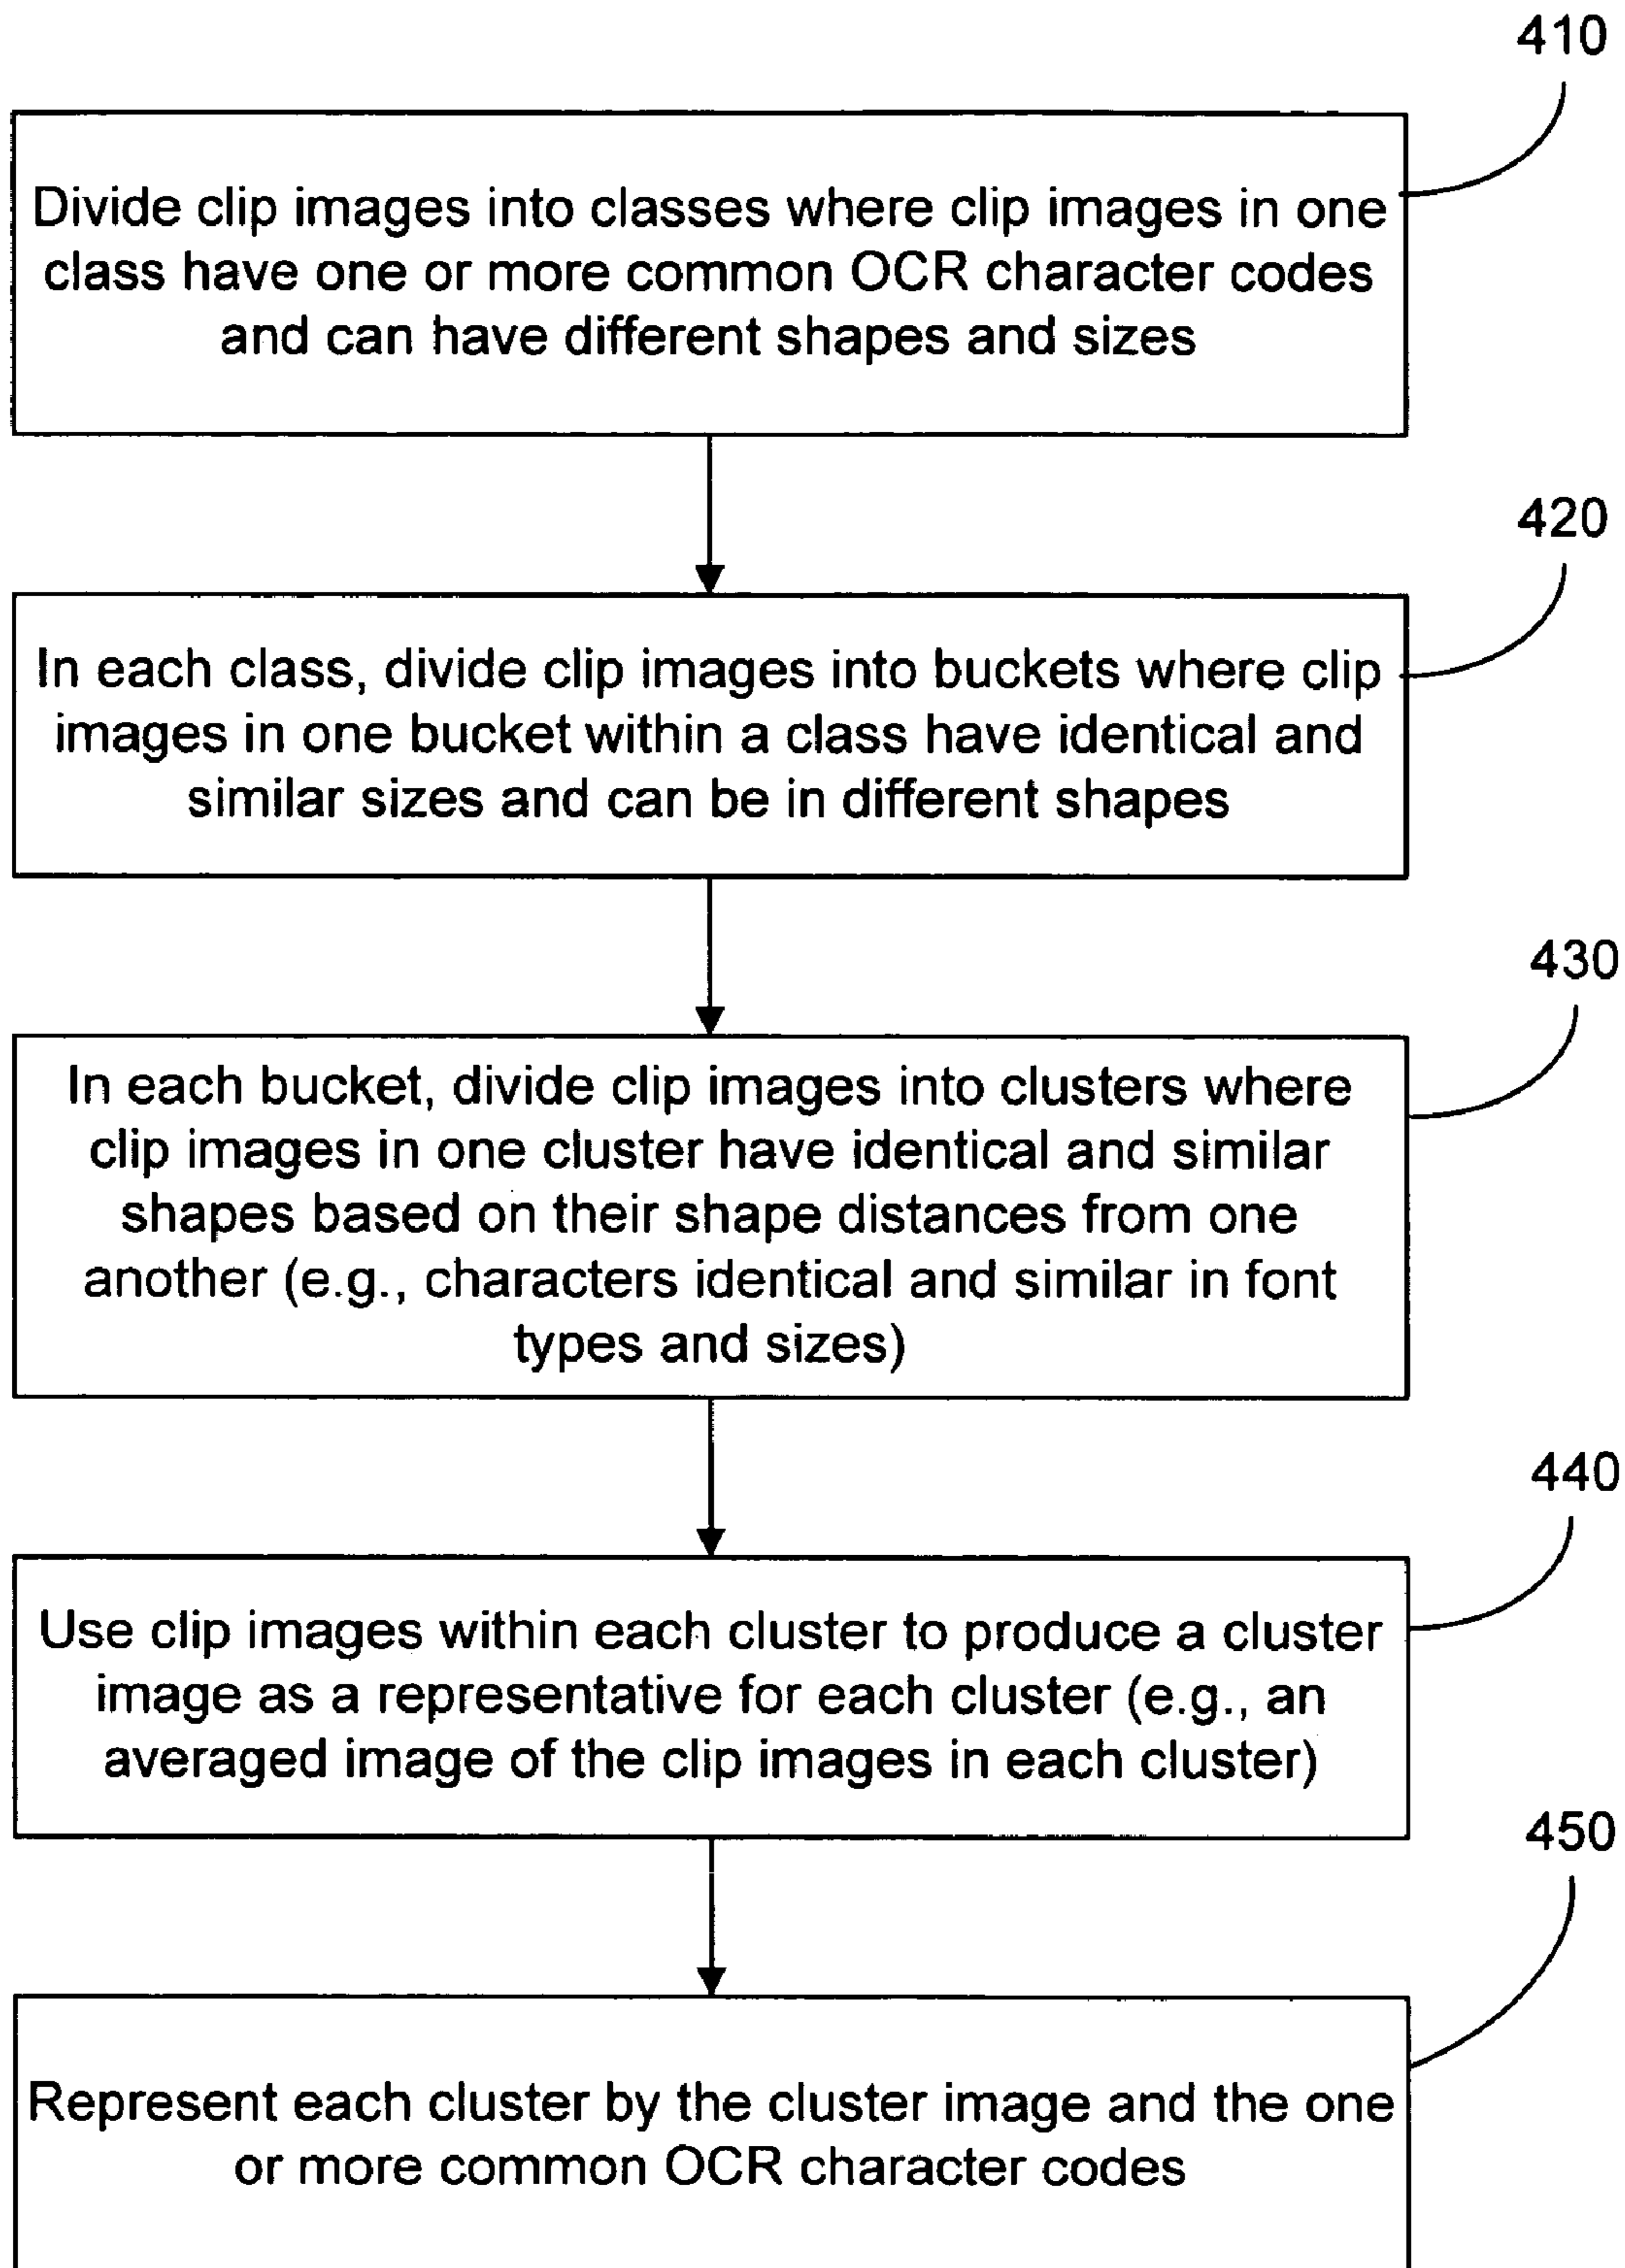 410
Divide clip images into classes where clip images in one
class have one or more common OCR character codes
and can have different shapes and sizes
420
In each class, divide clip images into buckets where clip
images in one bucket within a class have identical and
similar sizes and can be in different shapes
430
In each bucket, divide clip images into clusters where
clip images in one cluster have identical and similar
shapes based on their shape distances from one
another (e.g., characters identical and similar in font
types and sizes)
440
Use clip images within each cluster to produce a cluster
image as a representative for each cluster (e.g., an
averaged image of the clip images in each cluster)
450
Represent each cluster by the cluster image and the one
or more common OCR character codes